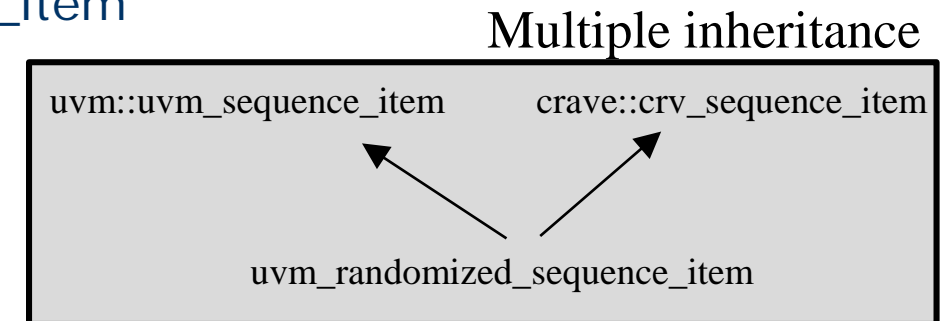 _item
Multiple inheritance
uvm::uvm_sequence_item crave::crv_sequence_item
uvm_randomized_sequence_item